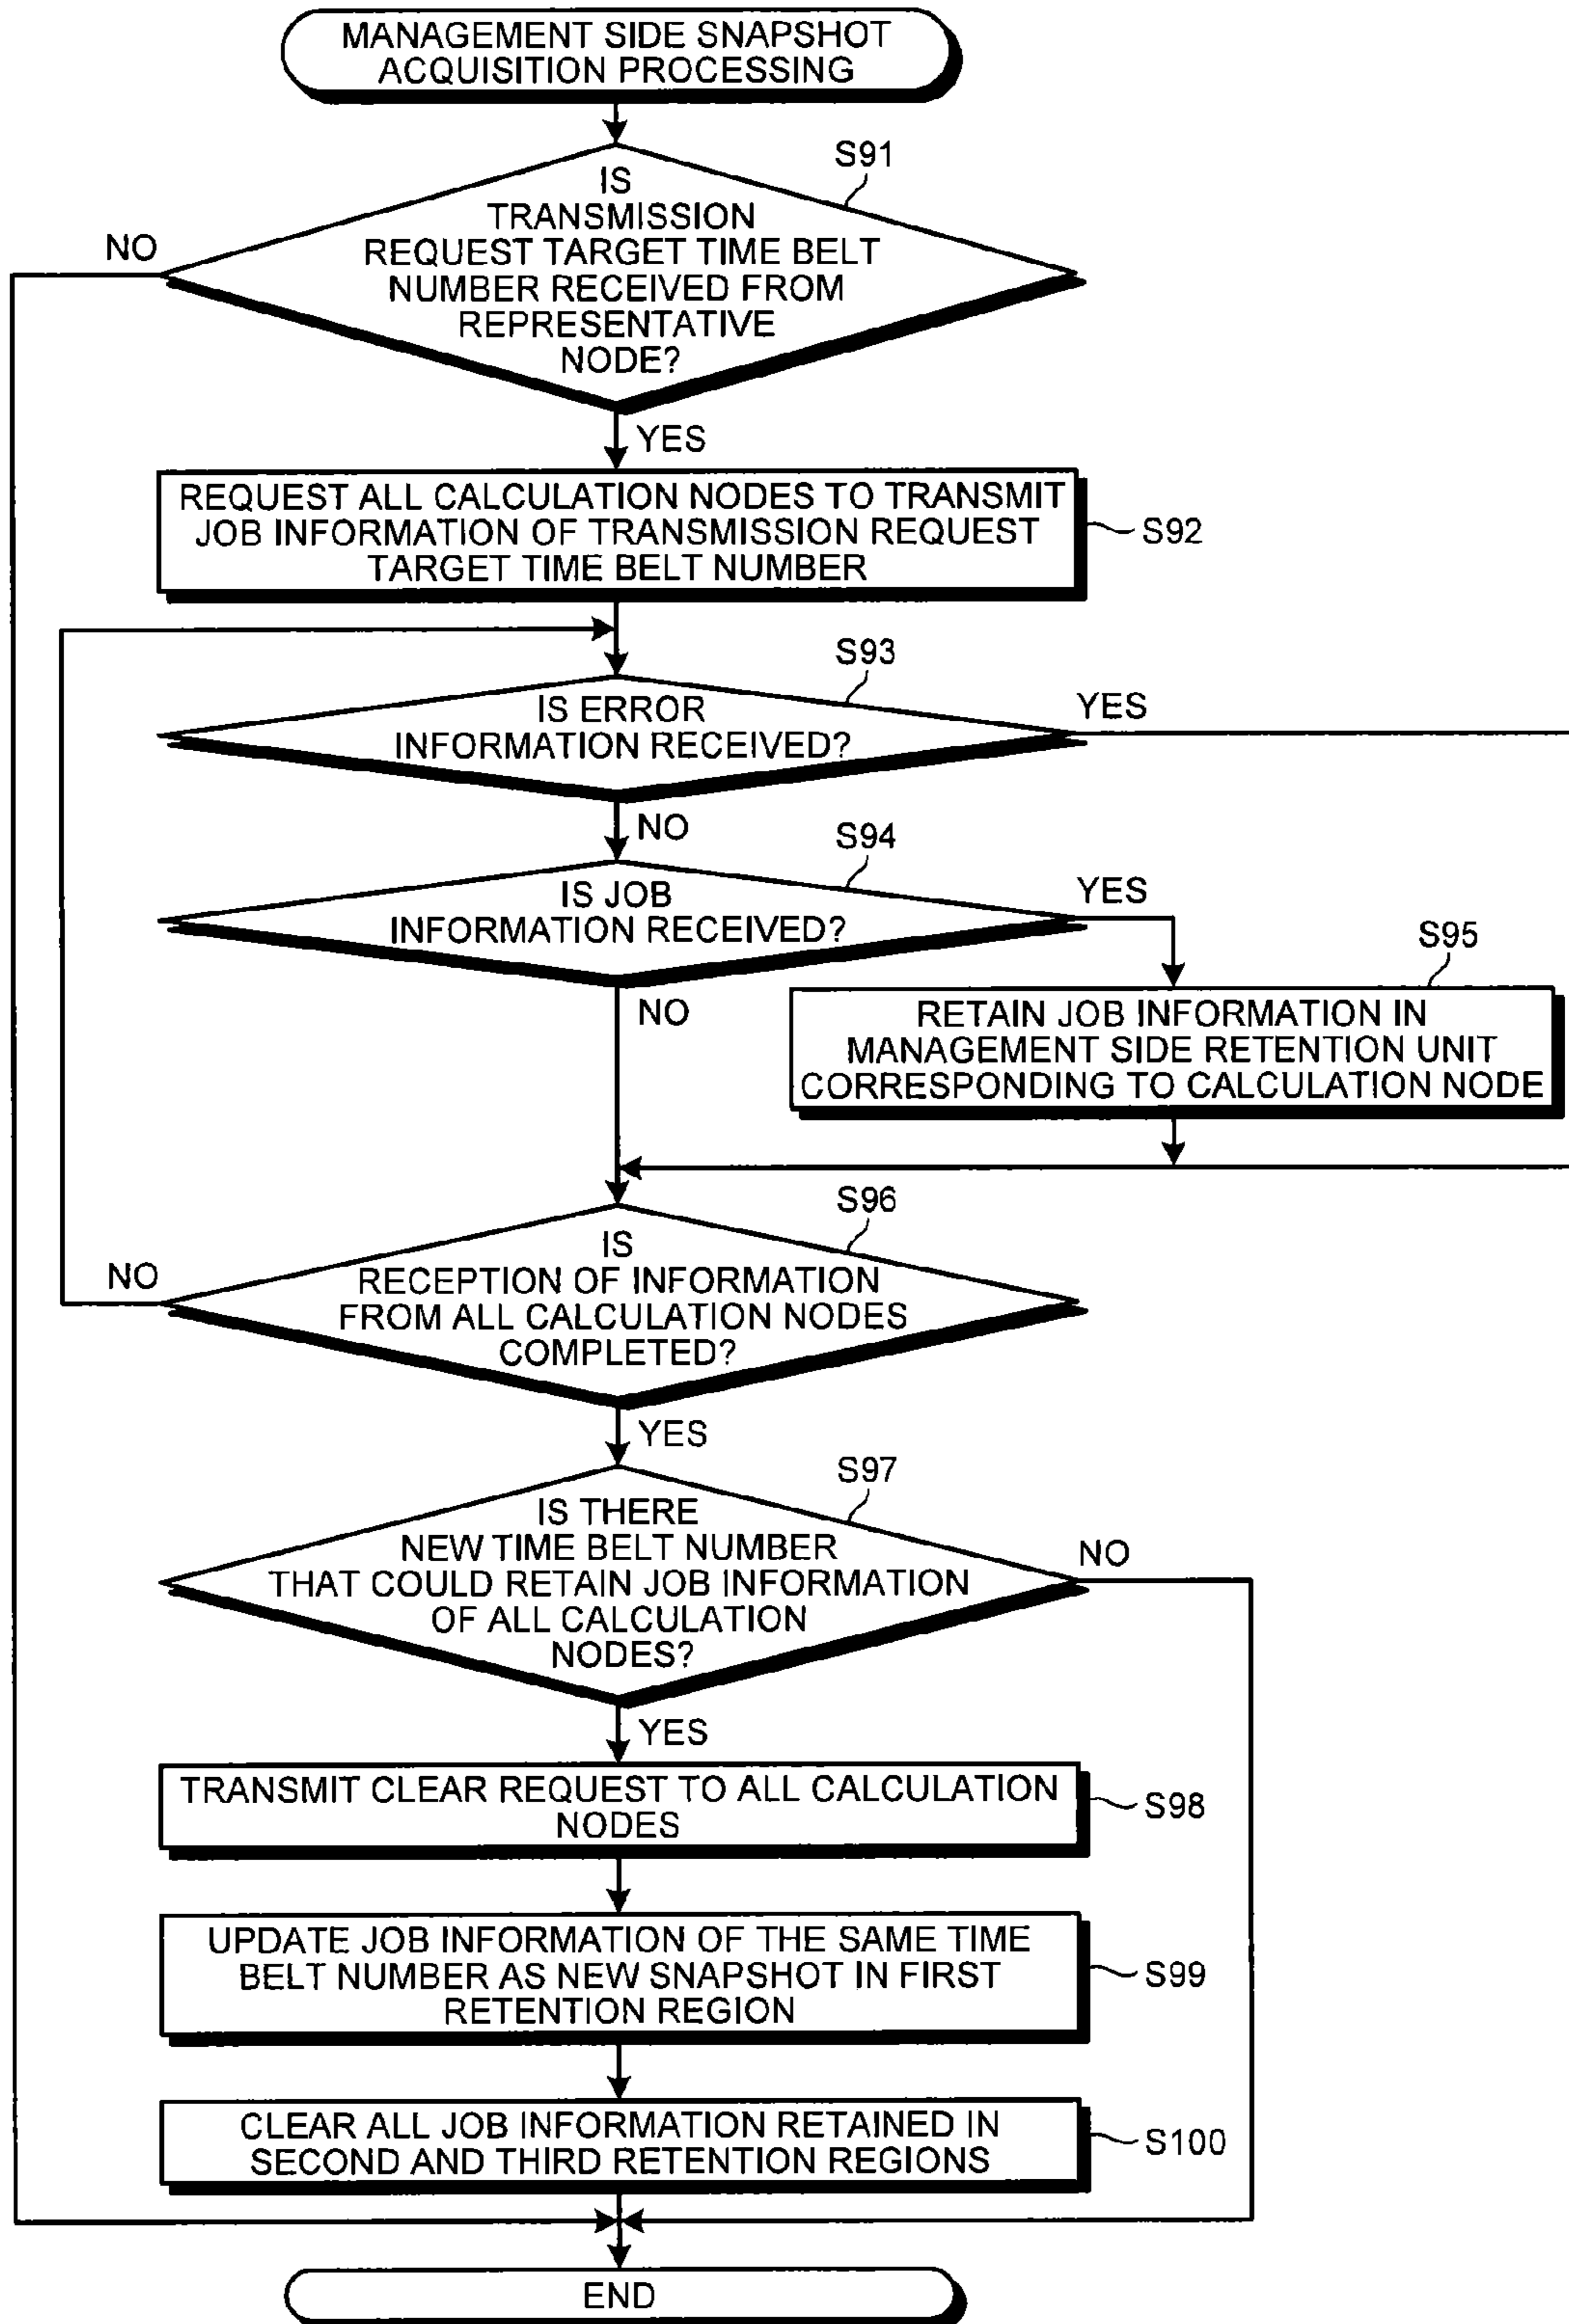 MANAGEMENT SIDE SNAPSHOT
ACQUISITION PROCESSING
S91
IS
TRANSMISSION
REQUEST TARGET TIME BELT
NUMBER RECEIVED FROM
REPRESENTATIVE
NODE?
NO
YES
REQUEST ALL CALCULATION NODES TO TRANSMIT
JOB INFORMATION OF TRANSMISSION REQUEST
TARGET TIME BELT NUMBER
S92
S93
IS ERROR
INFORMATION RECEIVED?
YES
NO
S94
IS JOB
INFORMATION RECEIVED?
YES
NO
S95
RETAIN JOB INFORMATION IN
MANAGEMENT SIDE RETENTION UNIT
CORRESPONDING TO CALCULATION NODE
S96
IS
RECEPTION OF INFORMATION
FROM ALL CALCULATION NODES
COMPLETED?
NO
YES
S97
IS THERE
NEW TIME BELT NUMBER
THAT COULD RETAIN JOB INFORMATION
OF ALL CALCULATION
NODES?
NO
YES
TRANSMIT CLEAR REQUEST TO ALL CALCULATION
NODES
S98
UPDATE JOB INFORMATION OF THE SAME TIME
BELT NUMBER AS NEW SNAPSHOT IN FIRST
RETENTION REGION
S99
CLEAR ALL JOB INFORMATION RETAINED IN
SECOND AND THIRD RETENTION REGIONS
S100
END